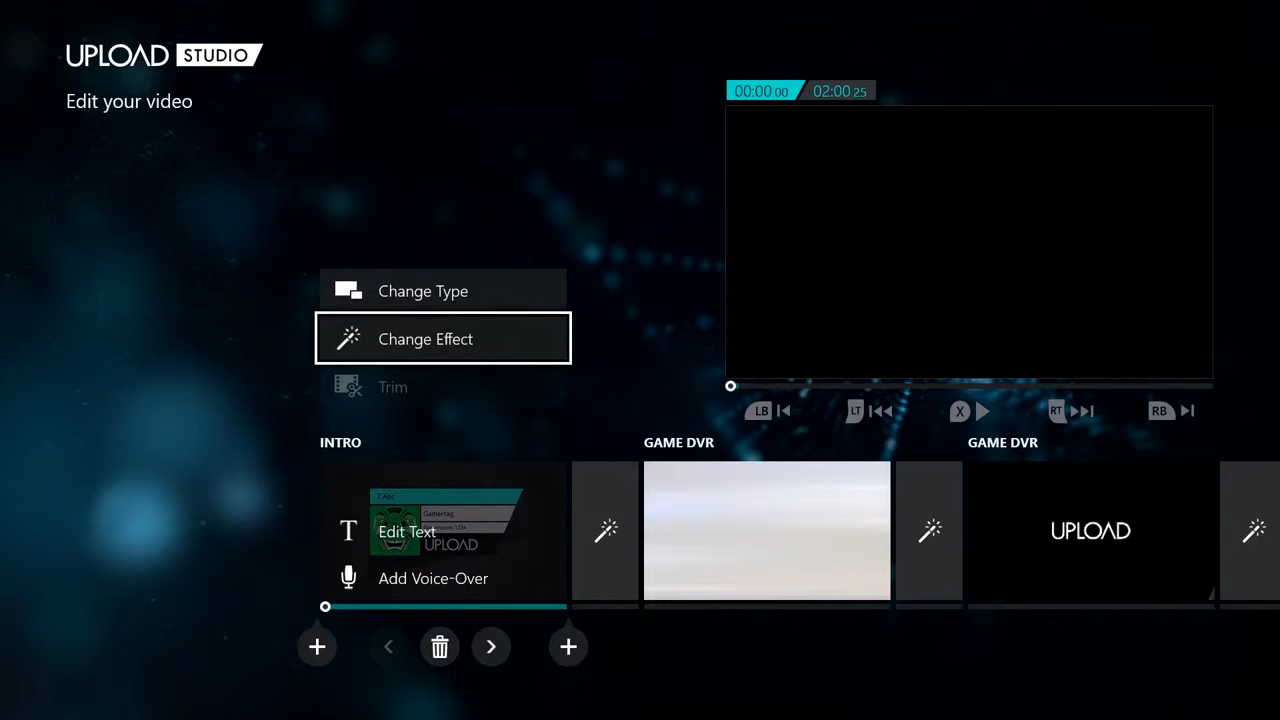 UPLOAD STUDIO
Edit your video
00:00 00 02:00 25
Change Type
Change Effect
Trim
LB LT X RT RB
INTRO GAME DVR GAME DVR
T Abc
Gamertag
T Edit Text
UPLOAD
UPLOAD
Add Voice-Over